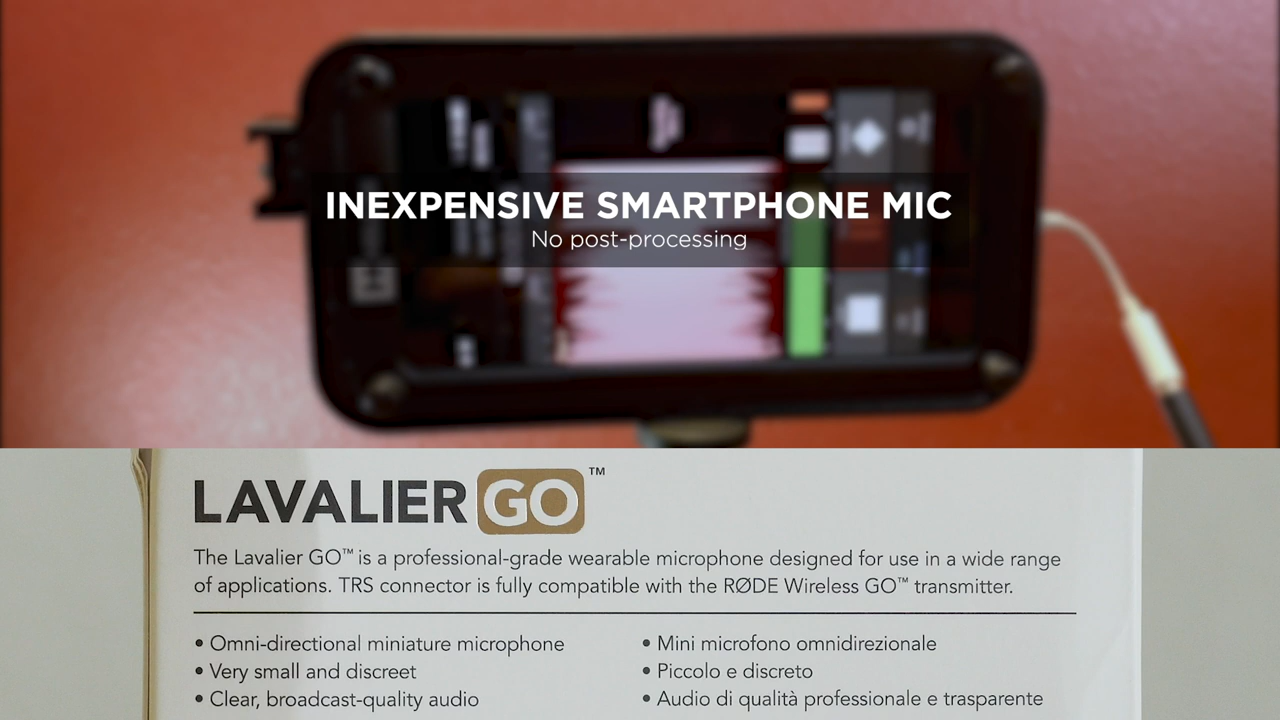 INEXPENSIVE SMARTPHONE MIC
No post-processing
LAVALIER GO™
The Lavalier GO™ is a professional-grade wearable microphone designed for use in a wide range
of applications. TRS connector is fully compatible with the RØDE Wireless GO™ transmitter.
• Omni-directional miniature microphone
• Very small and discreet
• Clear, broadcast-quality audio
• Mini microfono omnidirezionale
• Piccolo e discreto
• Audio di qualità professionale e trasparente